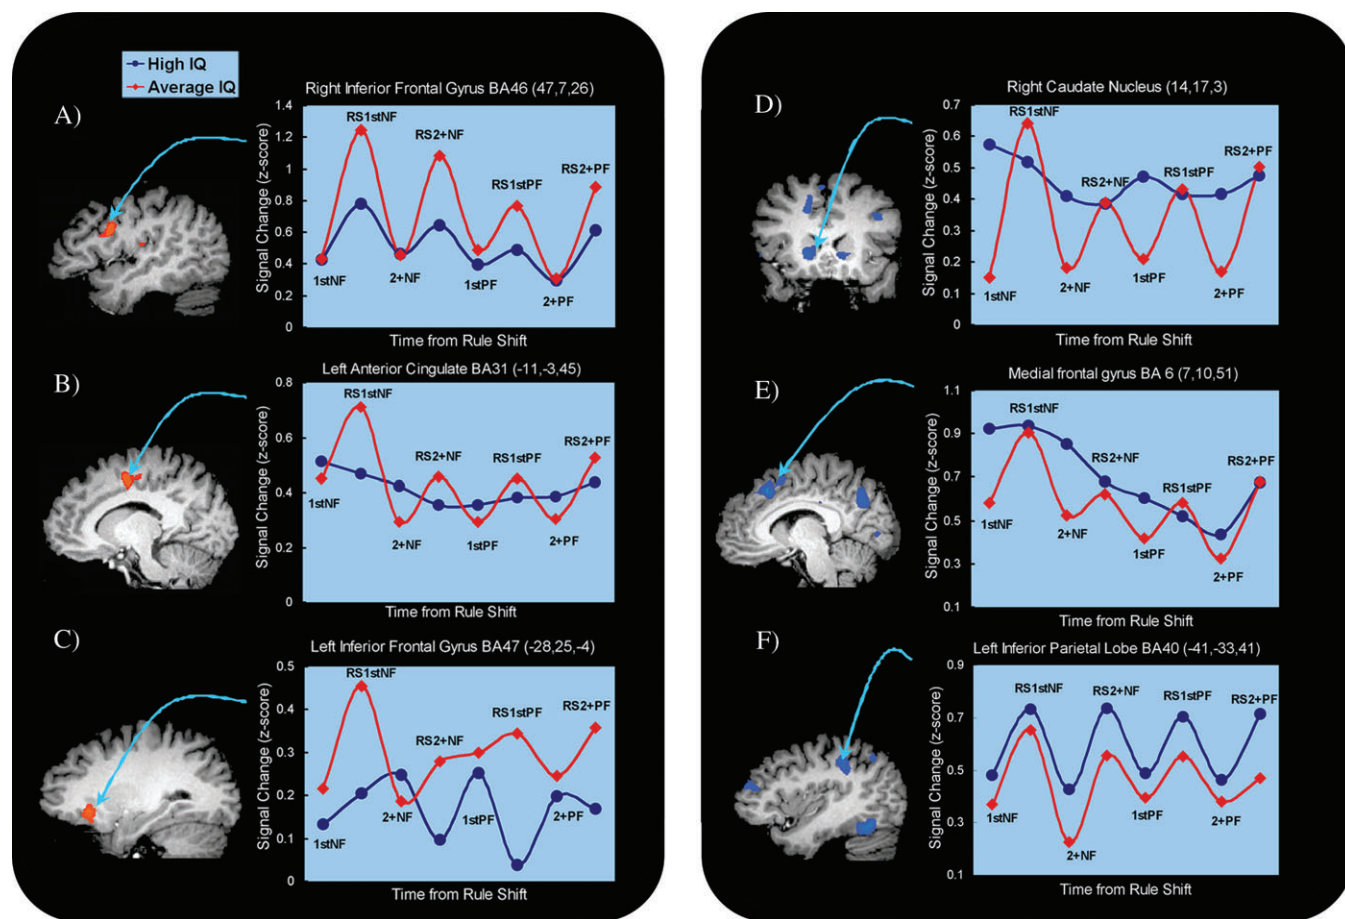 High IQ
Average IQ
A)
Right Inferior Frontal Gyrus BA46 (47,7,26)
Signal Change (z-score)
1.4
1.2
1
0.8
0.6
0.4
0.2
0
RS1stNF
RS2+NF
RS1stPF
RS2+PF
1stNF
2+NF
1stPF
2+PF
Time from Rule Shift
B)
Left Anterior Cingulate BA31 (-11,-3,45)
Signal Change (z-score)
0.8
0.6
0.4
0.2
0
RS1stNF
RS2+NF
RS1stPF
RS2+PF
1stNF
2+NF
1stPF
2+PF
Time from Rule Shift
C)
Left Inferior Frontal Gyrus BA47 (-28,25,-4)
Signal Change (z-score)
0.5
0.4
0.3
0.2
0.1
0
RS1stNF
RS2+NF
RS1stPF
RS2+PF
1stNF
2+NF
1stPF
2+PF
Time from Rule Shift
D)
Right Caudate Nucleus (14,17,3)
Signal Change (z-score)
0.7
0.6
0.5
0.4
0.3
0.2
0.1
0
RS1stNF
RS2+NF
RS1stPF
RS2+PF
1stNF
2+NF
1stPF
2+PF
Time from Rule Shift
E)
Medial frontal gyrus BA 6 (7,10,51)
Signal Change (z-score)
1.1
0.9
0.7
0.5
0.3
0.1
RS1stNF
RS2+NF
RS1stPF
RS2+PF
1stNF
2+NF
1stPF
2+PF
Time from Rule Shift
F)
Left Inferior Parietal Lobe BA40 (-41,-33,41)
Signal Change (z-score)
0.9
0.7
0.5
0.3
0.1
RS1stNF
RS2+NF
RS1stPF
RS2+PF
1stNF
2+NF
1stPF
2+PF
Time from Rule Shift